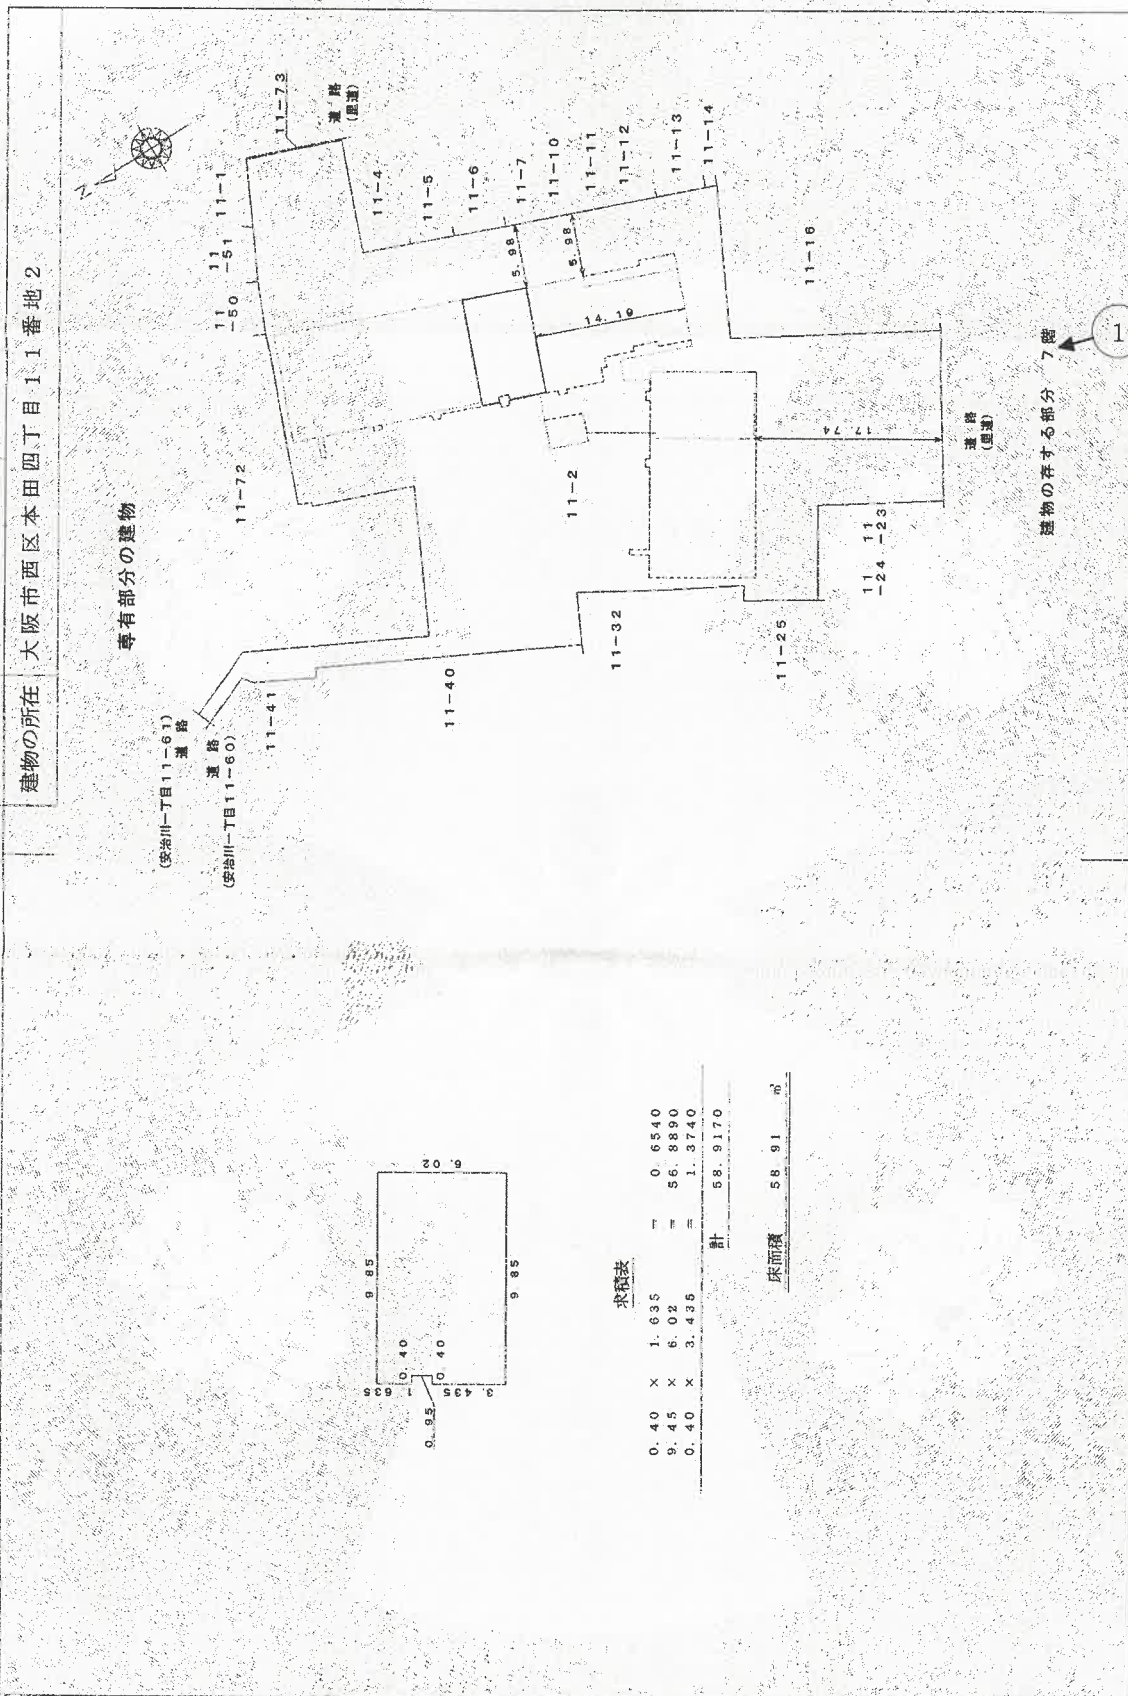 建物の所在 大阪市西区本田四丁目11番地2
専有部分の建物
(安治川一丁目11-61)
道路
道路
(安治川一丁目11-60)
11-41
11-40
11-72
11
-50
11
-51
11-1
11-73
道路
(里道)
N
11-4
11-5
11-6
11-7
11-10
11-11
11-12
11-13
11-14
11-16
5.98
5.98
14.19
11-2
17.74
11-32
11-25
11
-24
11
-23
道路
(里道)
建物の存する部分 7階
1
9.85
6.02
9.85
1.635
0.40
0.40
0.95
3.435
求積表
0.40 × 1.635 = 0.6540
9.45 × 6.02 = 56.8890
0.40 × 3.435 = 1.3740
計 58.9170
床面積 58.91 ㎡